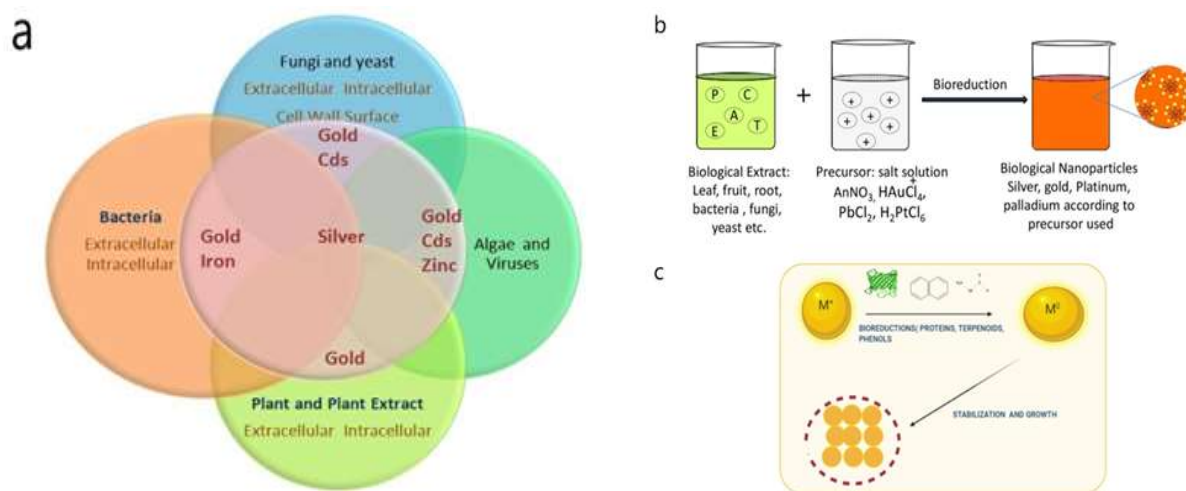 a
Fungi and yeast
Extracellular Intracellular
Cell Wall Surface
Gold
Cds
Bacteria
Extracellular
Intracellular
Gold
Iron
Silver
Gold
Cds
Zinc
Algae and
Viruses
Gold
Plant and Plant Extract
Extracellular Intracellular
b
P C
A
E T
+
+ + + + + +
Bioreduction
Biological Extract:
Leaf, fruit, root,
bacteria , fungi,
yeast etc.
Precursor: salt solution
AnNO₃, HAuCl₄,
+
PbCl₂, H₂PtCl₆
Biological Nanoparticles
Silver, gold, Platinum,
palladium according to
precursor used
c
M⁺
BIOREDUCTIONS( PROTEINS, TERPENOIDS,
PHENOLS
STABILIZATION AND GROWTH